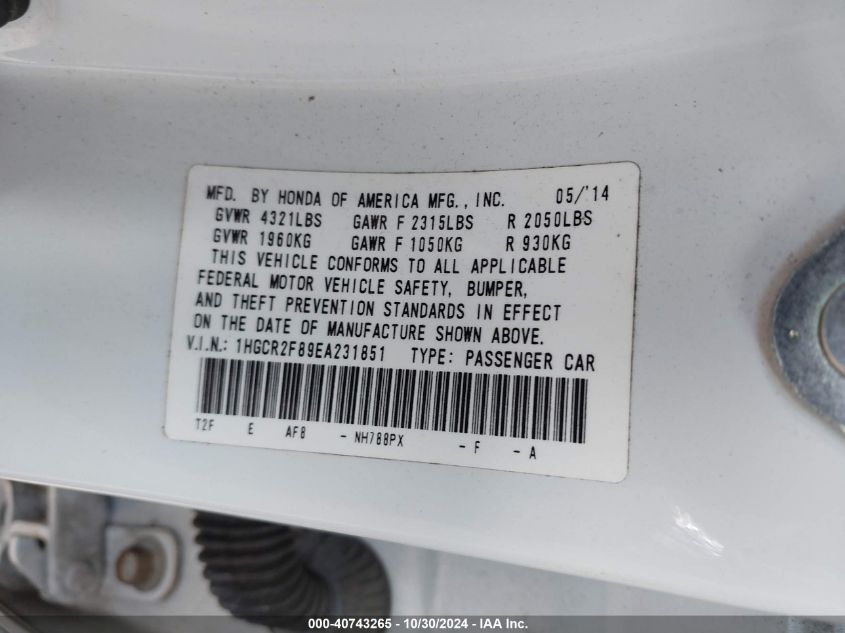 MFD. BY HONDA OF AMERICA MFG., INC. 05/'14
GVWR 4321LBS GAWR F 2315LBS R 2050LBS
GVWR 1960KG GAWR F 1050KG R 930KG
THIS VEHICLE CONFORMS TO ALL APPLICABLE
FEDERAL MOTOR VEHICLE SAFETY, BUMPER,
AND THEFT PREVENTION STANDARDS IN EFFECT
ON THE DATE OF MANUFACTURE SHOWN ABOVE.
V.I.N.: 1HGCR2F89EA231851 TYPE: PASSENGER CAR
T2F E AF8 - NH788PX - F - A
000-40743265 - 10/30/2024 - IAA Inc.